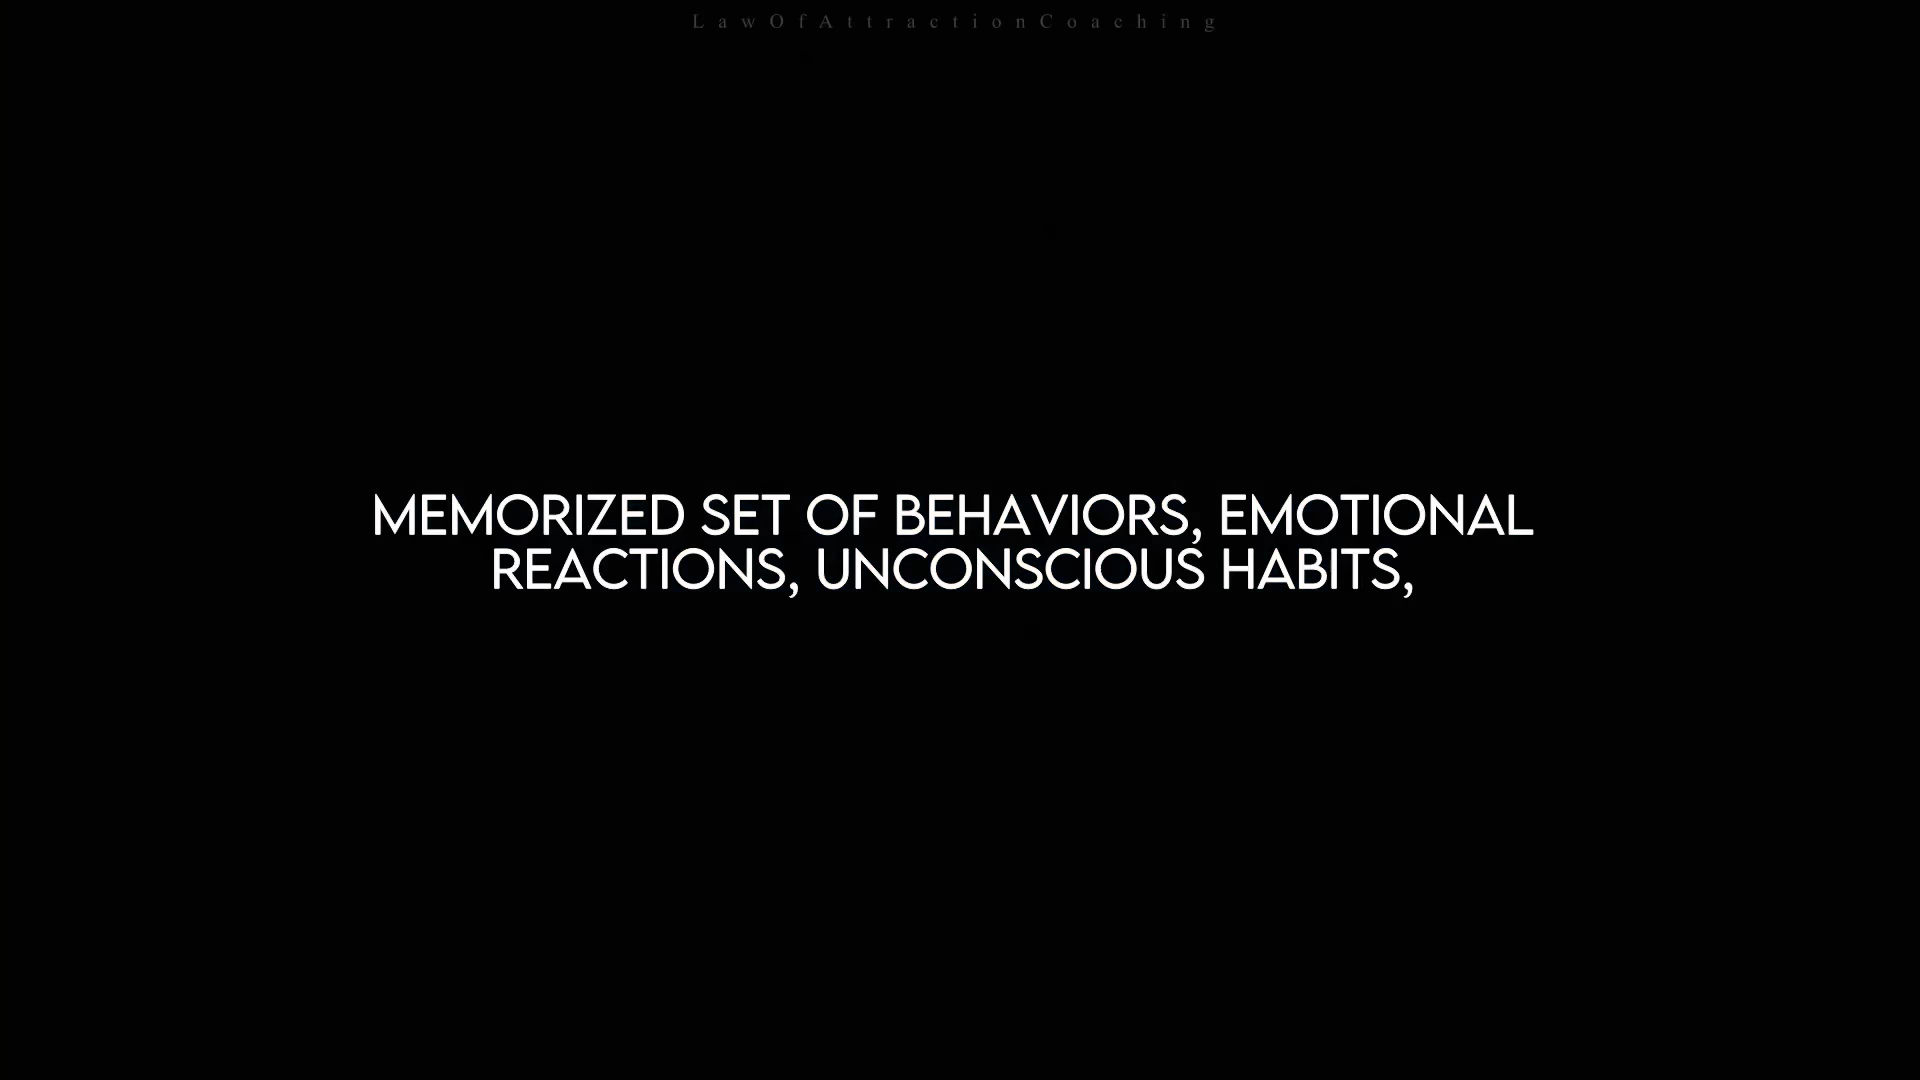 LawOfAttractionCoaching
MEMORIZED SET OF BEHAVIORS, EMOTIONAL
REACTIONS, UNCONSCIOUS HABITS,